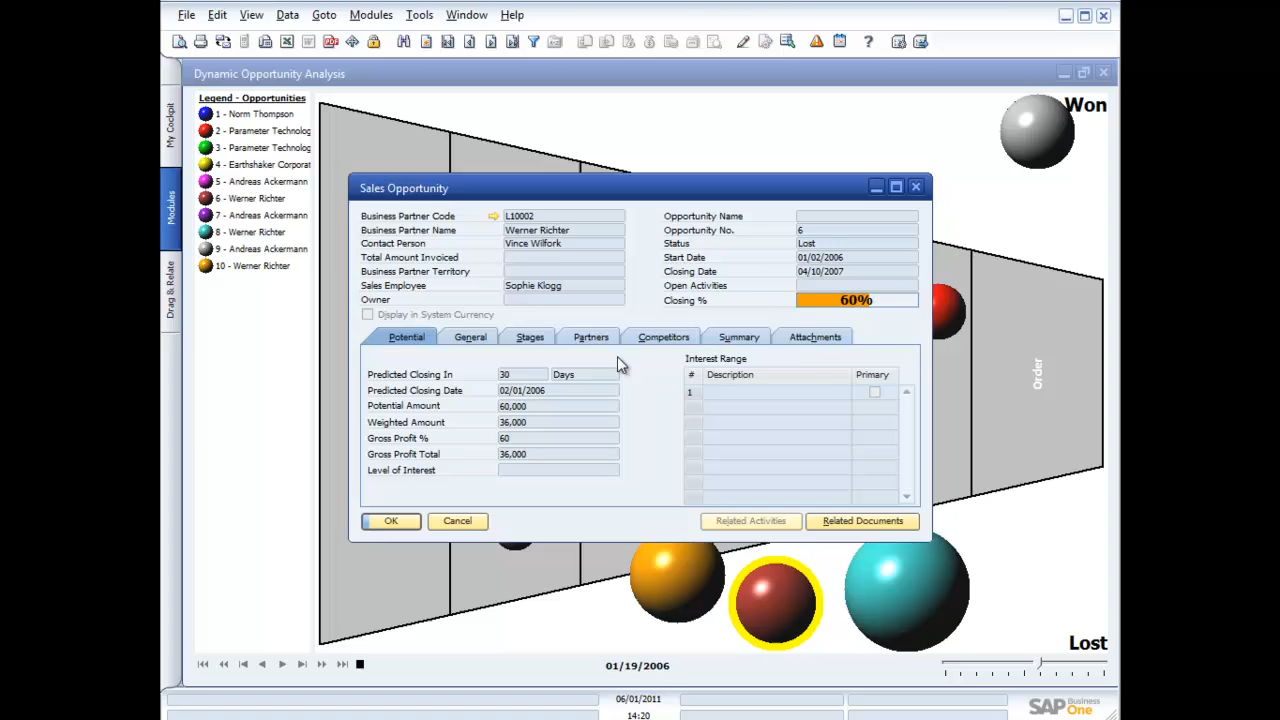 File Edit View Data Goto Modules Tools Window Help
Dynamic Opportunity Analysis
My Cockpit
Modules
Drag & Relate
Legend - Opportunities
1 - Norm Thompson
2 - Parameter Technolog
3 - Parameter Technolog
4 - Earthshaker Corporat
5 - Andreas Ackermann
6 - Werner Richter
7 - Andreas Ackermann
8 - Werner Richter
9 - Andreas Ackermann
10 - Werner Richter
Won
Sales Opportunity
Business Partner Code L10002
Business Partner Name Werner Richter
Contact Person Vince Wilfork
Total Amount Invoiced
Business Partner Territory
Sales Employee Sophie Klogg
Owner
Display in System Currency
Opportunity Name
Opportunity No. 6
Status Lost
Start Date 01/02/2006
Closing Date 04/10/2007
Open Activities
Closing % 60%
Potential General Stages Partners Competitors Summary Attachments
Predicted Closing In 30 Days
Predicted Closing Date 02/01/2006
Potential Amount 60,000
Weighted Amount 36,000
Gross Profit % 60
Gross Profit Total 36,000
Level of Interest
Interest Range
# Description Primary
1
OK Cancel Related Activities Related Documents
Order
Lost
01/19/2006
06/01/2011
14:20
SAP Business One